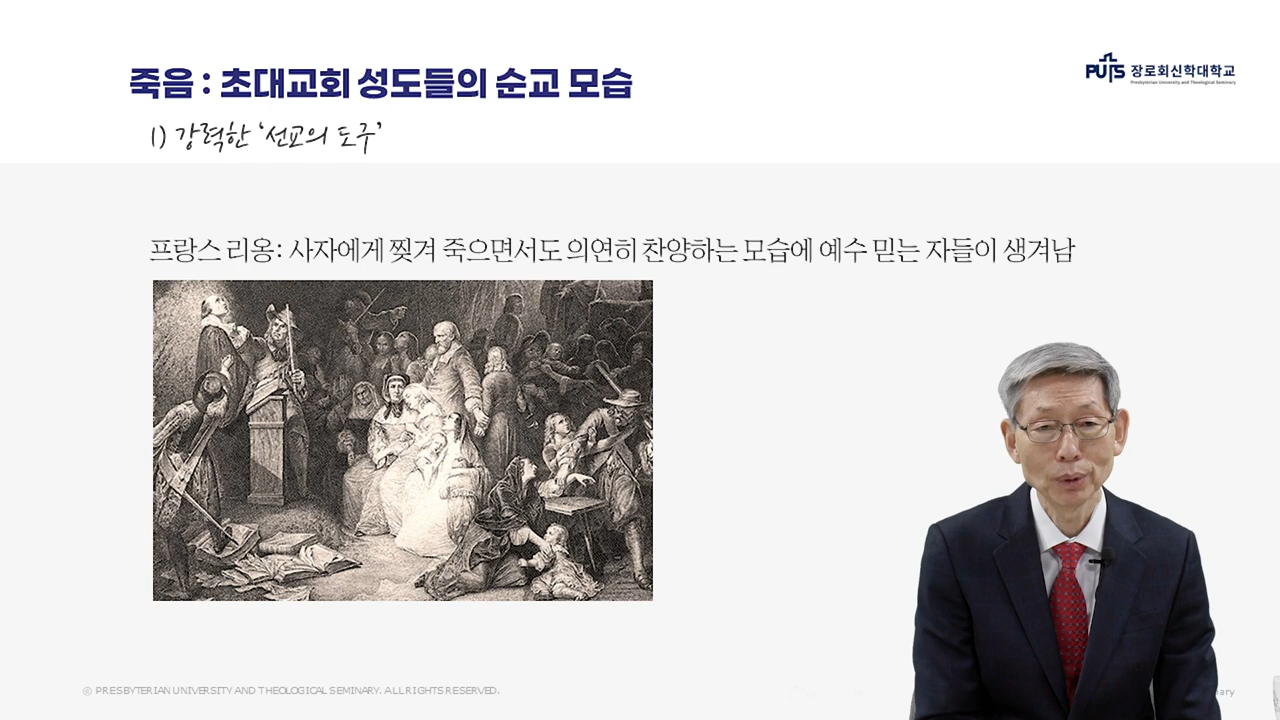 죽음 : 초대교회 성도들의 순교 모습
PUTS 장로회신학대학교
Presbyterian University and Theological Seminary
1) 강력한 ‘선교의 도구’
프랑스 리옹: 사자에게 찢겨 죽으면서도 의연히 찬양하는 모습에 예수 믿는 자들이 생겨남
© PRESBYTERIAN UNIVERSITY AND THEOLOGICAL SEMINARY. ALL RIGHTS RESERVED.